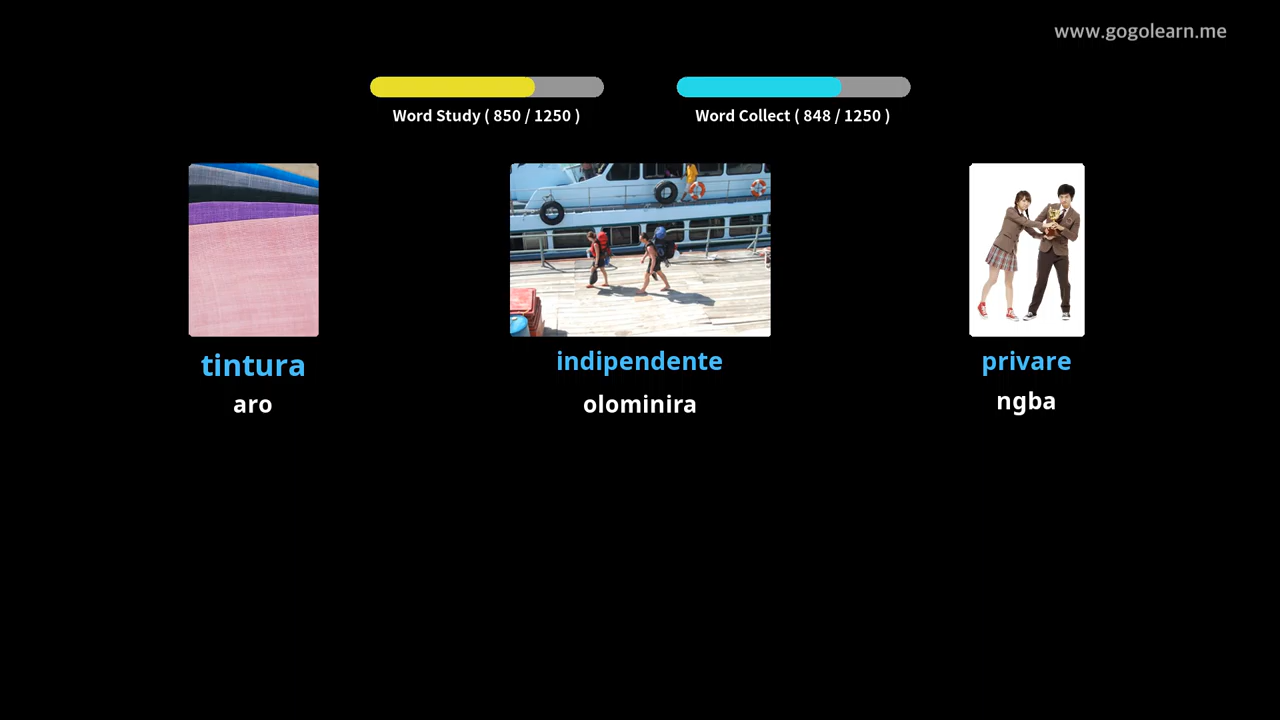 www.gogolearn.me
Word Study ( 850 / 1250 )
Word Collect ( 848 / 1250 )
tintura
indipendente
privare
aro
olominira
ngba